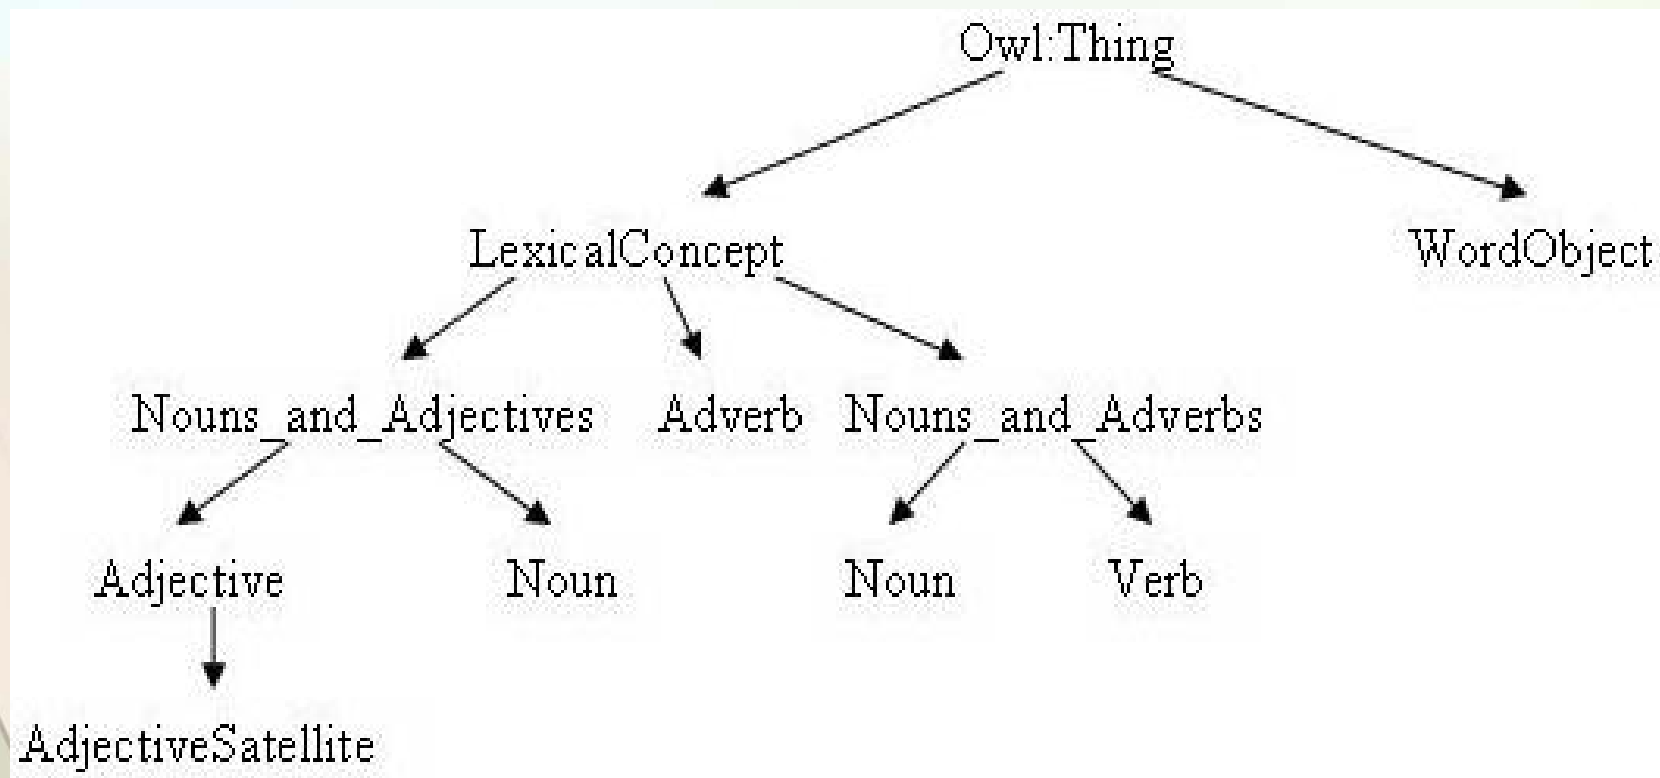 Owl:Thing
LexicalConcept WordObject
Nouns_and_Adjectives Adverb Nouns_and_Adverbs
Adjective Noun Noun Verb
AdjectiveSatellite